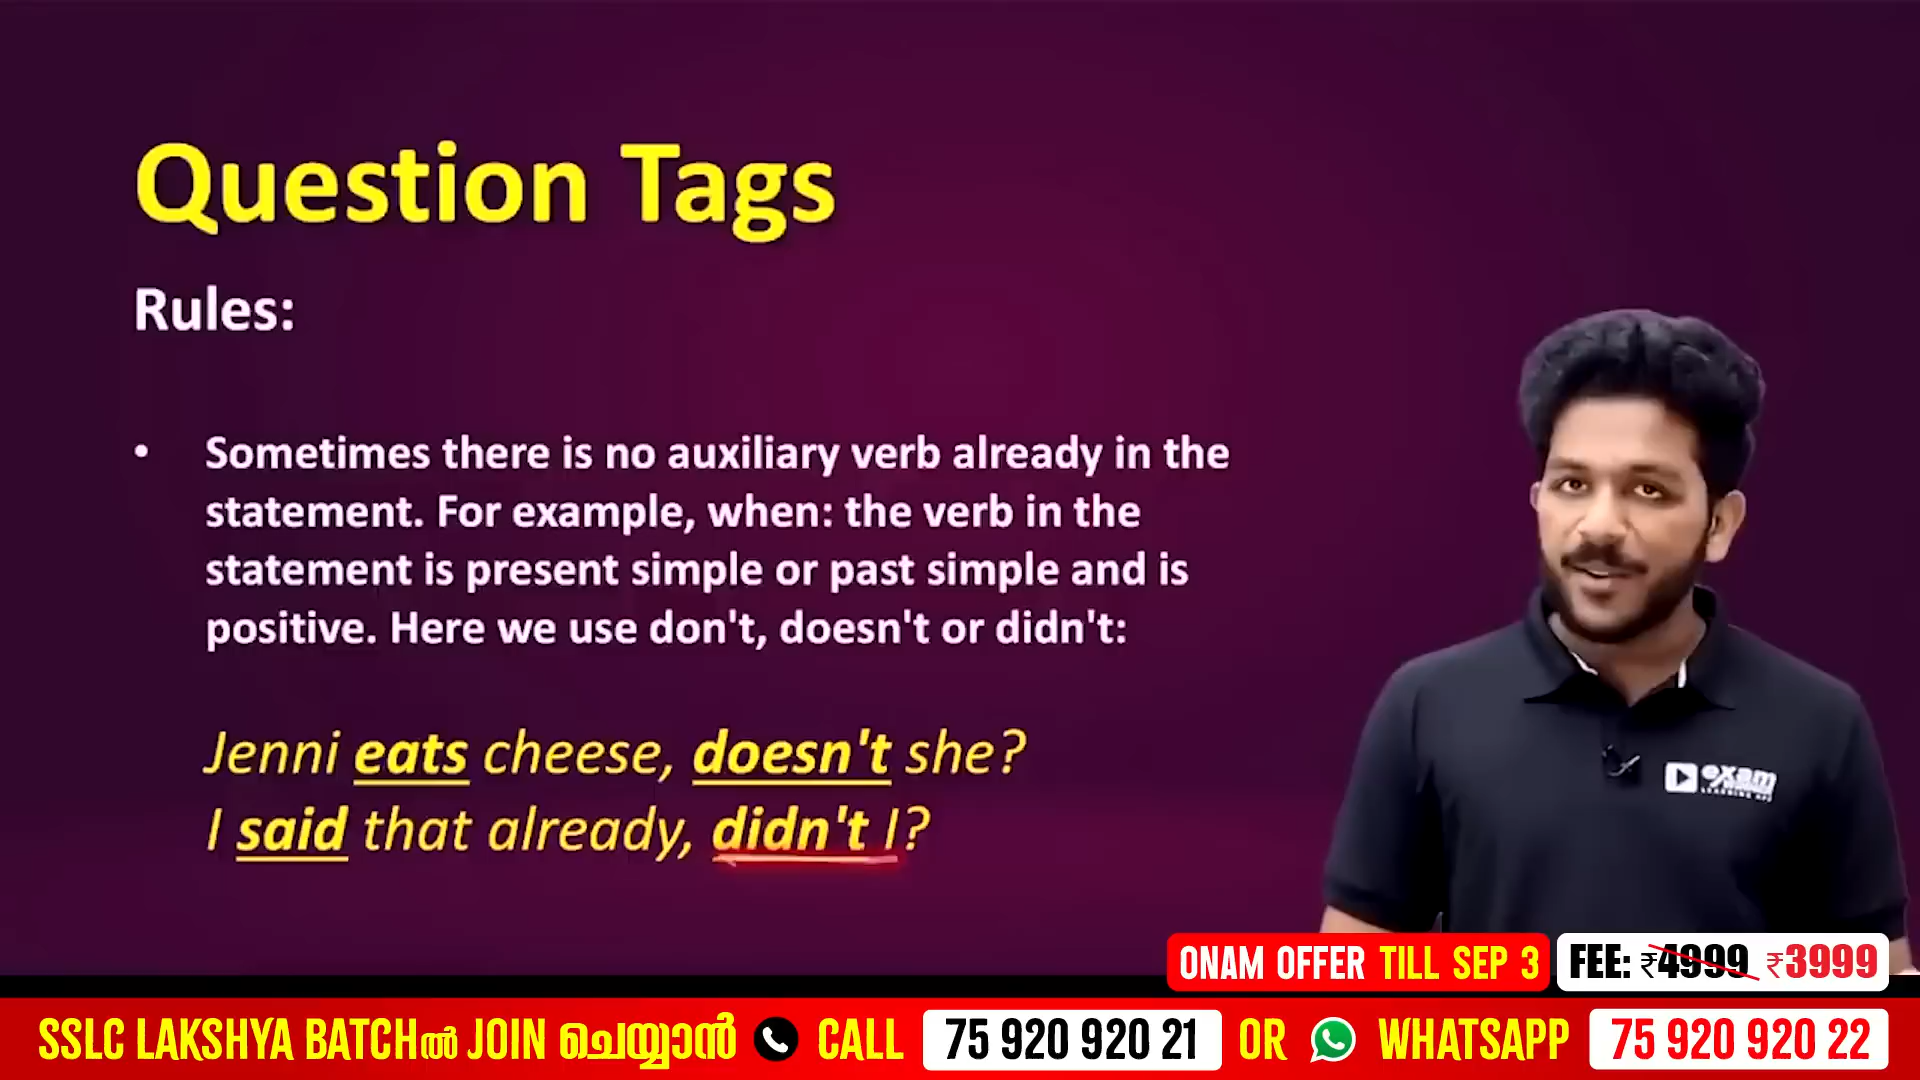 Question Tags
Rules:
• Sometimes there is no auxiliary verb already in the
statement. For example, when: the verb in the
statement is present simple or past simple and is
positive. Here we use don't, doesn't or didn't:
Jenni eats cheese, doesn't she?
I said that already, didn't I?
exam
ONAM OFFER TILL SEP 3 FEE: ₹4999 ₹3999
SSLC LAKSHYA BATCHൽ JOIN ചെയ്യാൻ CALL 75 920 920 21 OR WHATSAPP 75 920 920 22